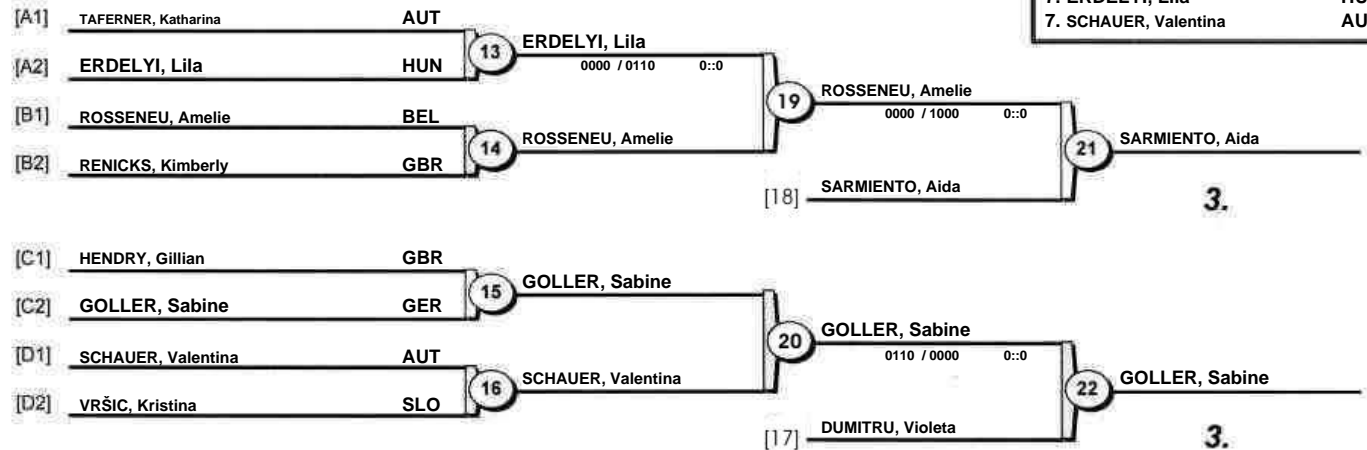 7. ERDELYI, Lila
7. SCHAUER, Valentina AU
[A1] TAFERNER, Katharina AUT
13 ERDELYI, Lila
[A2] ERDELYI, Lila HUN
0000 / 0110 0::0
19 ROSSENEU, Amelie
0000 / 1000 0::0
[B1] ROSSENEU, Amelie BEL
14 ROSSENEU, Amelie
[B2] RENICKS, Kimberly GBR
21 SARMIENTO, Aida
[18] SARMIENTO, Aida
3.
[C1] HENDRY, Gillian GBR
15 GOLLER, Sabine
[C2] GOLLER, Sabine GER
20 GOLLER, Sabine
0110 / 0000 0::0
[D1] SCHAUER, Valentina AUT
16 SCHAUER, Valentina
[D2] VRŠIC, Kristina SLO
22 GOLLER, Sabine
[17] DUMITRU, Violeta
3.